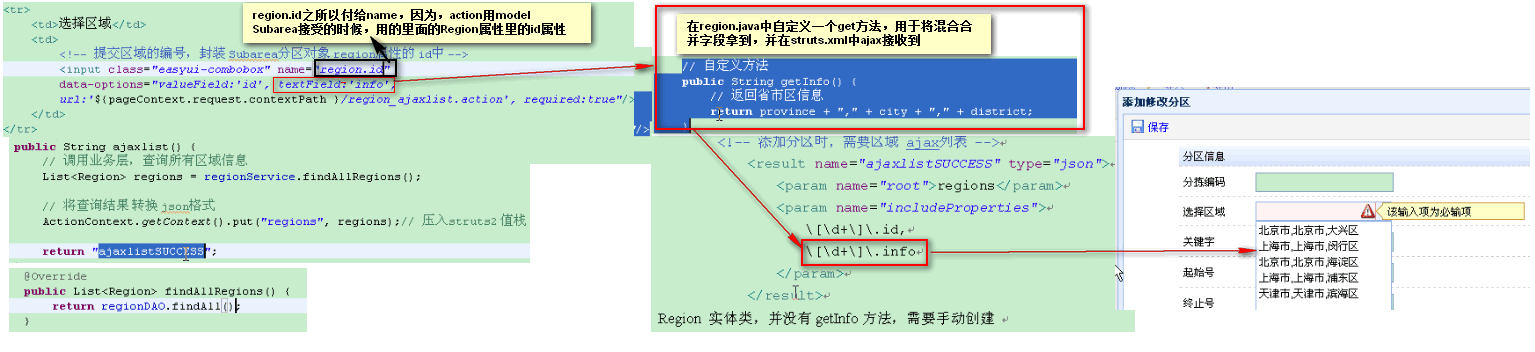 <tr>
<td>选择区域</td>
<td>
<!-- 提交区域的编号，封装 Subarea分区对象 region属性的 id中 -->
<input class="easyui-combobox" name="region.id"
data-options="valueField:'id', textField:'info',
url:'${pageContext.request.contextPath }/region_ajaxlist.action', required:true"/>
</td>
</tr>
/>
region.id之所以付给name，因为，action用model
Subarea接受的时候，用的里面的Region属性里的id属性
public String ajaxlist() {
// 调用业务层，查询所有区域信息
List<Region> regions = regionService.findAllRegions();
// 将查询结果 转换 json格式
ActionContext.getContext().put("regions", regions);// 压入struts2 值栈
return "ajaxlistSUCCESS";
@Override
public List<Region> findAllRegions() {
return regionDAO.findAll();
}
在region.java中自定义一个get方法，用于将混合合
并字段拿到，并在struts.xml中ajax接收到
// 自定义方法
public String getInfo() {
// 返回省市区信息
return province + "," + city + "," + district;
}
<!-- 添加分区时，需要区域 ajax列表 -->
<result name="ajaxlistSUCCESS" type="json">
<param name="root">regions</param>
<param name="includeProperties">
\[\d+\]\.id,
\[\d+\]\.info
</param>
</result>
Region 实体类，并没有 getInfo 方法，需要手动创建
添加修改分区
保存
分区信息
分拣编码
选择区域
该输入项为必输项
北京市,北京市,大兴区
上海市,上海市,闵行区
北京市,北京市,海淀区
上海市,上海市,浦东区
天津市,天津市,滨海区
关键字
起始号
终止号